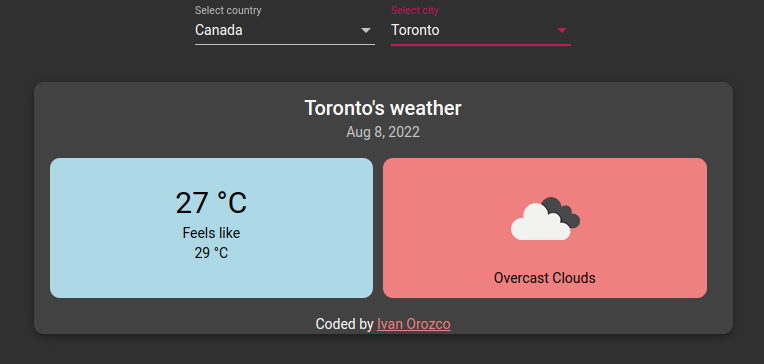 Select country
Select city
Canada
Toronto
Toronto's weather
Aug 8, 2022
27 °C
Feels like
29 °C
Overcast Clouds
Coded by Ivan Orozco